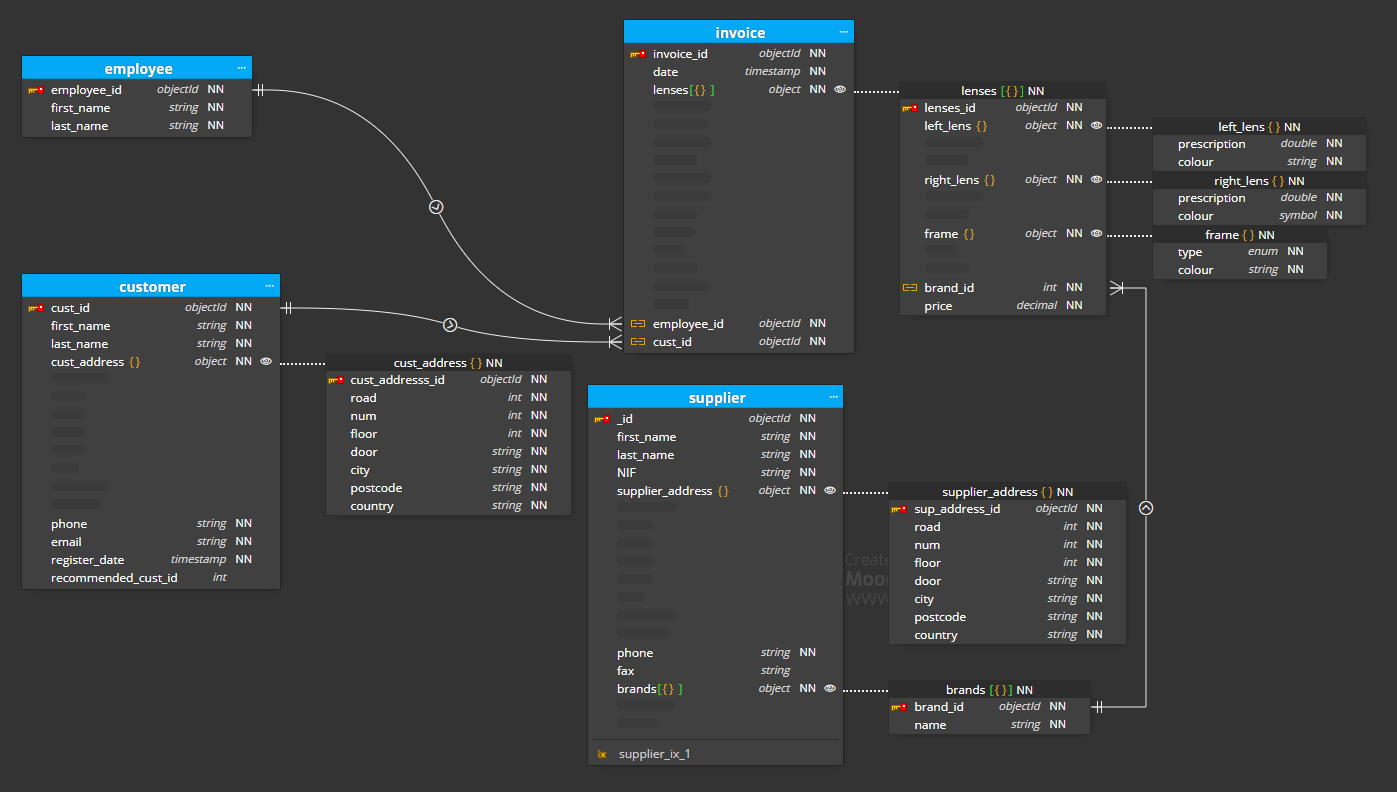 employee ...
employee_id objectId NN
first_name string NN
last_name string NN
customer ...
cust_id objectId NN
first_name string NN
last_name string NN
cust_address {} object NN
phone string NN
email string NN
register_date timestamp NN
recommended_cust_id int
cust_address {} NN
cust_addresss_id objectId NN
road int NN
num int NN
floor int NN
door string NN
city string NN
postcode string NN
country string NN
invoice ...
invoice_id objectId NN
date timestamp NN
lenses[{} ] object NN
employee_id objectId NN
cust_id objectId NN
lenses [{}] NN
lenses_id objectId NN
left_lens {} object NN
right_lens {} object NN
frame {} object NN
brand_id int NN
price decimal NN
left_lens {} NN
prescription double NN
colour string NN
right_lens {} NN
prescription double NN
colour symbol NN
frame {} NN
type enum NN
colour string NN
supplier ...
_id objectId NN
first_name string NN
last_name string NN
NIF string NN
supplier_address {} object NN
phone string NN
fax string
brands[{} ] object NN
supplier_ix_1
supplier_address {} NN
sup_address_id objectId NN
road int NN
num int NN
floor int NN
door string NN
city string NN
postcode string NN
country string NN
brands [{}] NN
brand_id objectId NN
name string NN